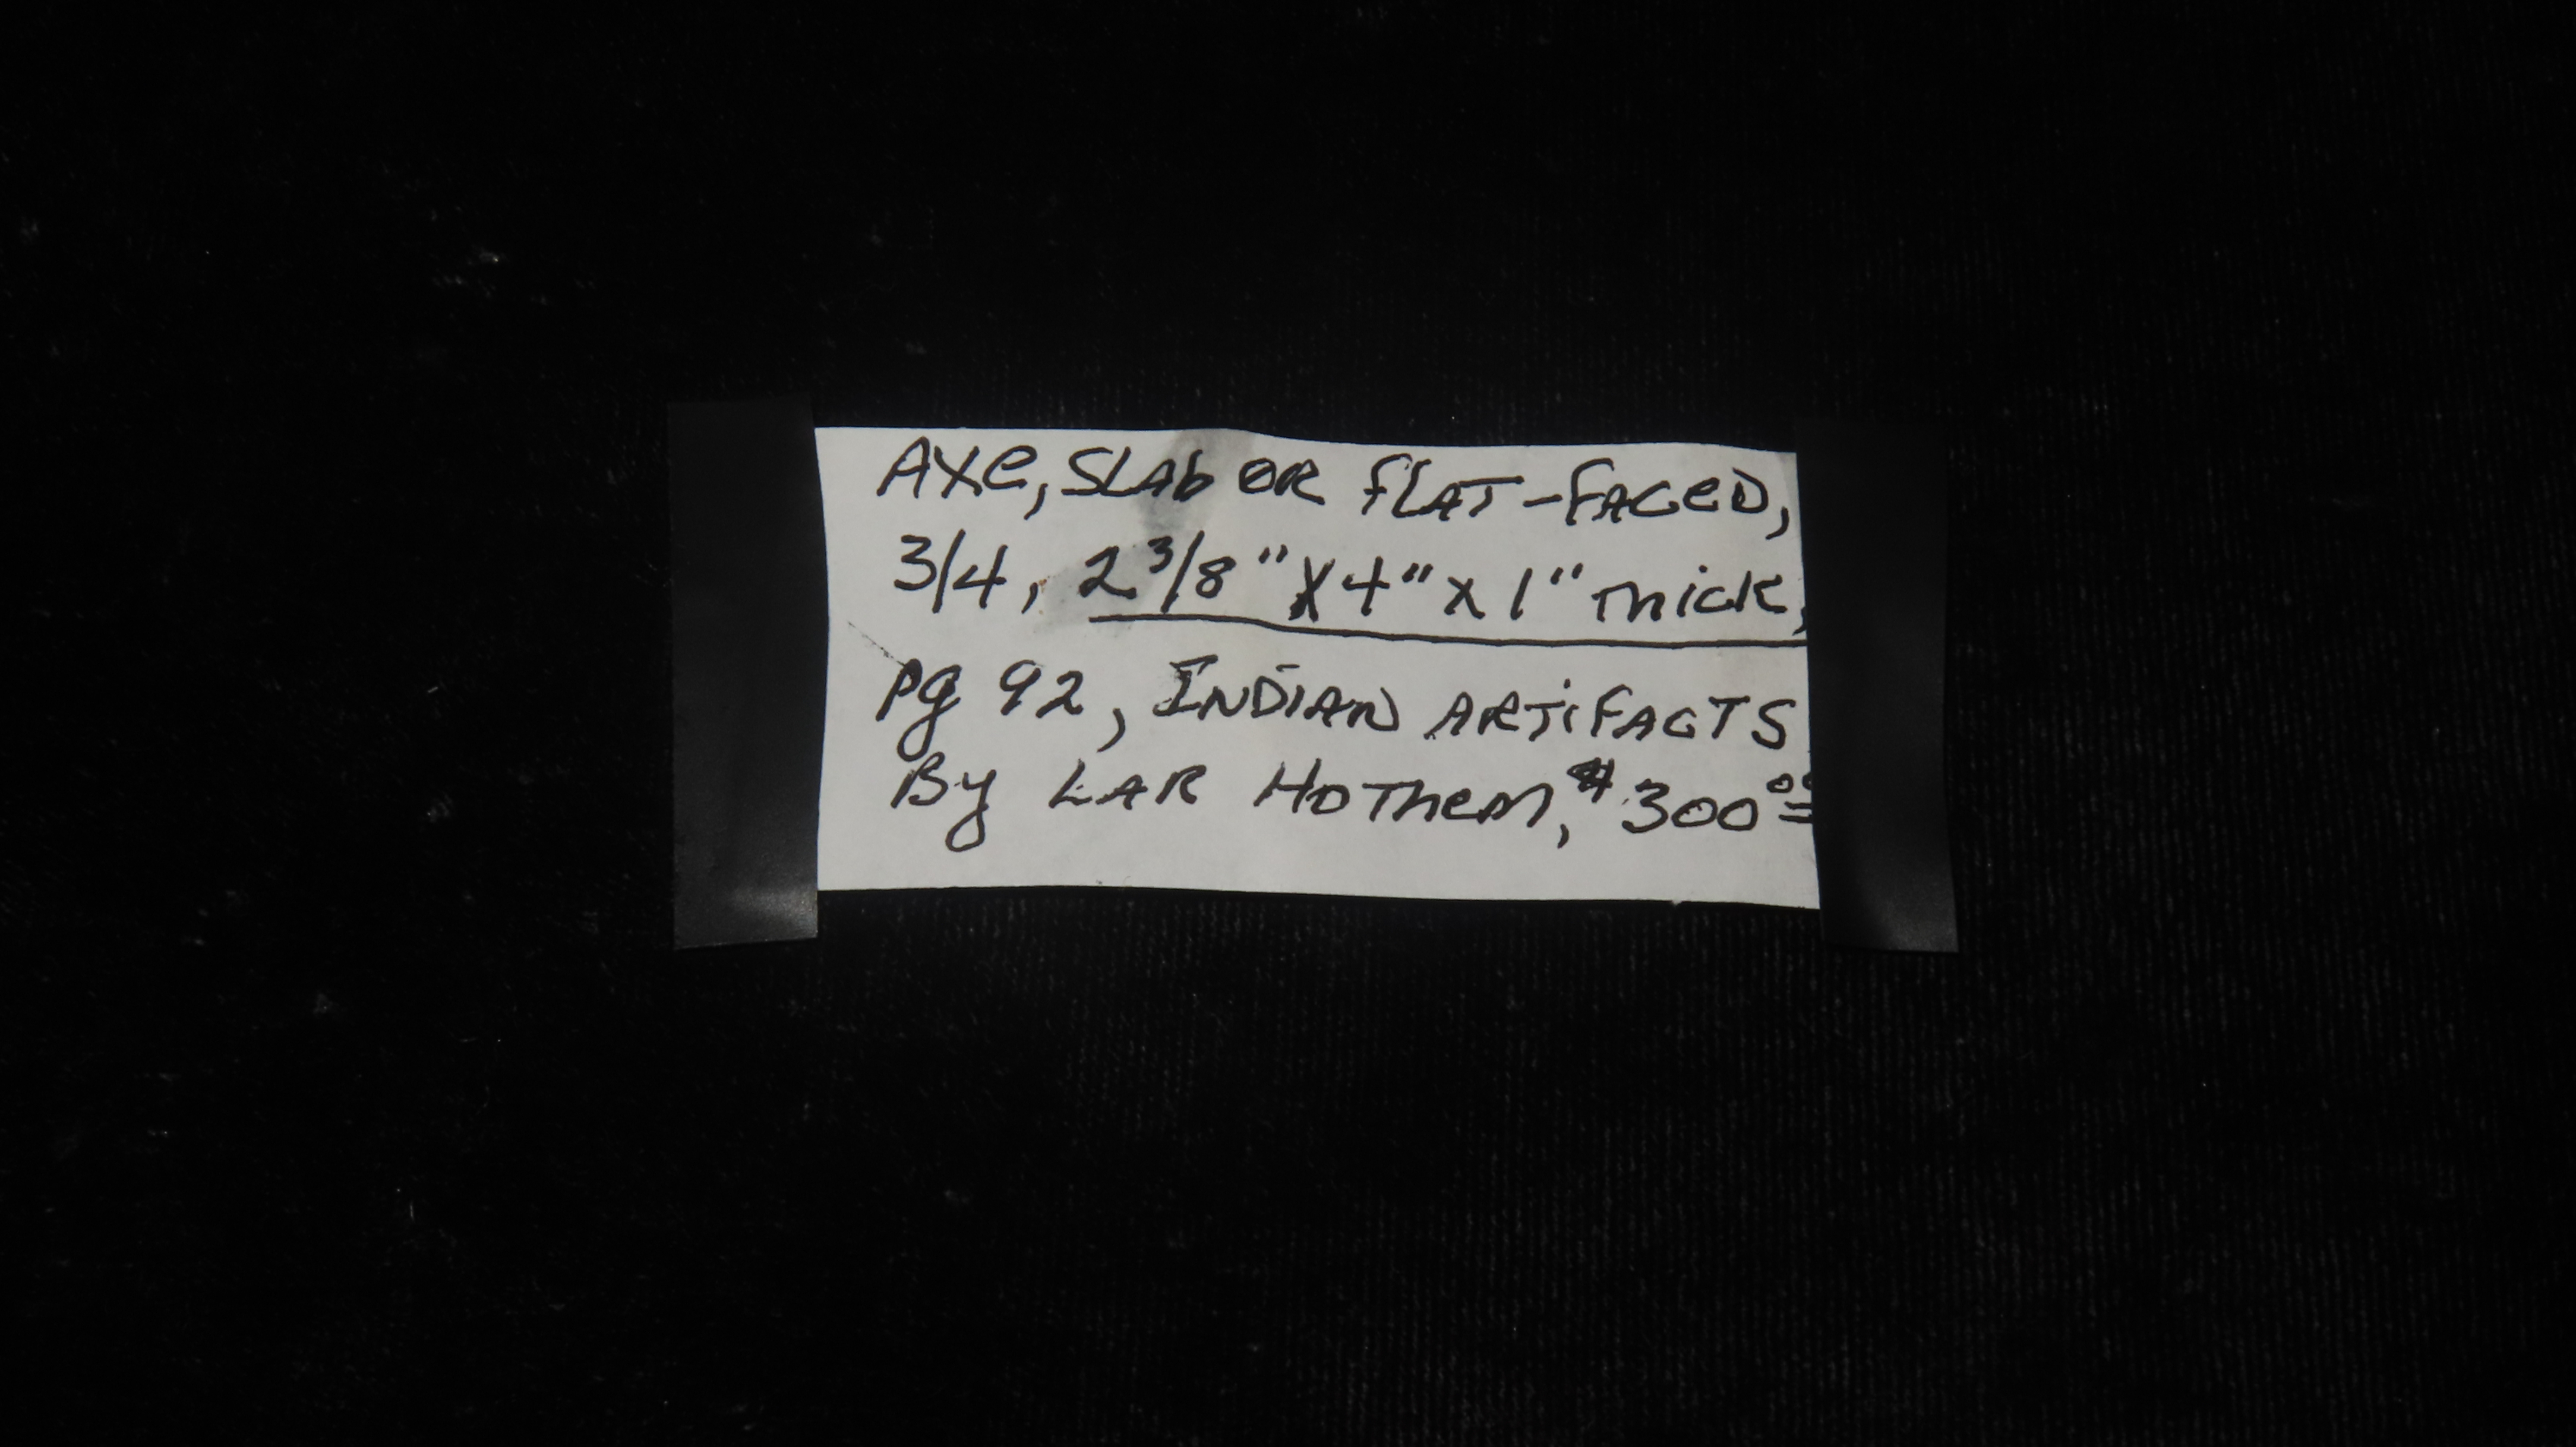 AXe, SLAb OR fLAT-FACeD,
3/4, 2 3/8" X 4" x 1" Thick,
pg 92, INDIAN ARTiFACTS
By LAR HoTheM, $300.00